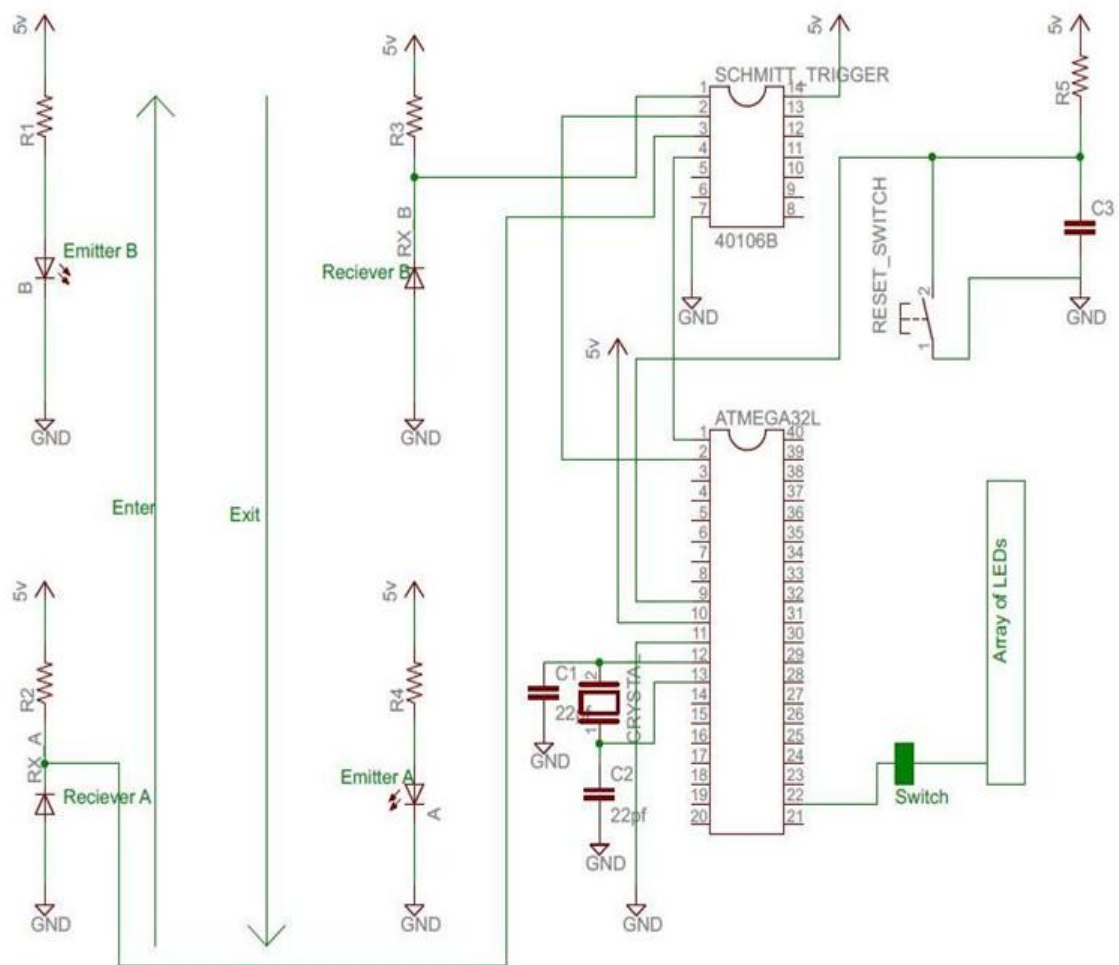 5v
5v
5v
5v
R1
R3
R5
SCHMITT_TRIGGER
1
2
3
4
5
6
7
14
13
12
11
10
9
8
40106B
C3
RX_B
Emitter B
B
Reciever B
GND
RESET_SWITCH
2
1
GND
5v
GND
GND
ATMEGA32L
1
2
3
4
5
6
7
8
9
10
11
12
13
14
15
16
17
18
19
20
40
39
38
37
36
35
34
33
32
31
30
29
28
27
26
25
24
23
22
21
Enter
Exit
Array of LEDs
5v
5v
R2
R4
C1
22pf
2
1
CRYSTAL
GND
RX_A
Reciever A
Emitter A
A
C2
22pf
Switch
GND
GND
GND
GND